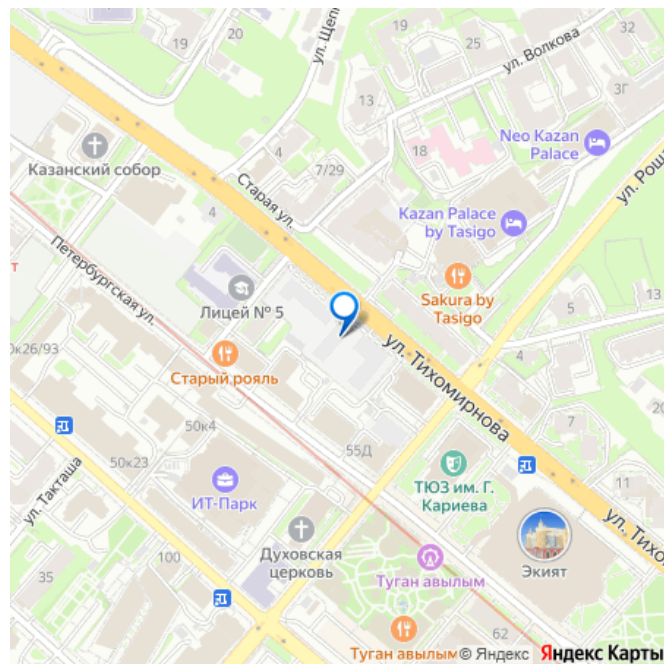 19
20
ул. Щеп
19
25
32
ул. Волкова
3Г
13
Neo Kazan
Palace
Казанский собор
4
7/29
18
ул. Роща
Старая ул.
4
Kazan Palace
by Tasigo
Петербургская ул.
т
Лицей № 5
Sakura by
Tasigo
0к26/93
Старый рояль
ул. Тихомирнова
4
7
20
50к4
50к23
55Д
ул. Такташа
ИТ-Парк
ТЮЗ им. Г.
Кариева
11
ул. Тихо
Духовская
церковь
Экият
100
Туган авылым
35
62
Туган авылым
© Яндекс
Яндекс Карты